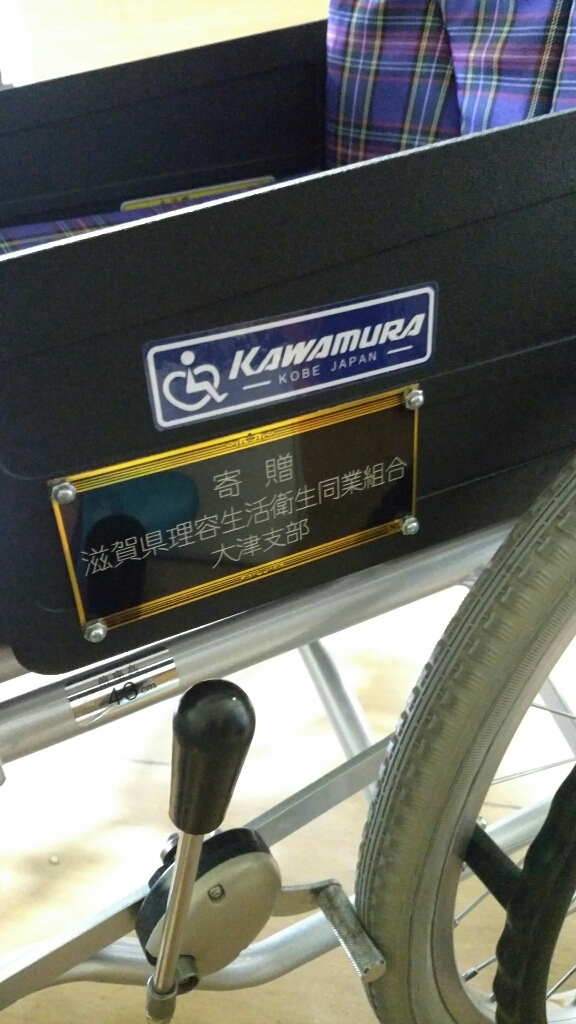 KAWAMURA
KOBE JAPAN
寄贈
滋賀県理容生活衛生同業組合
大津支部
43cm